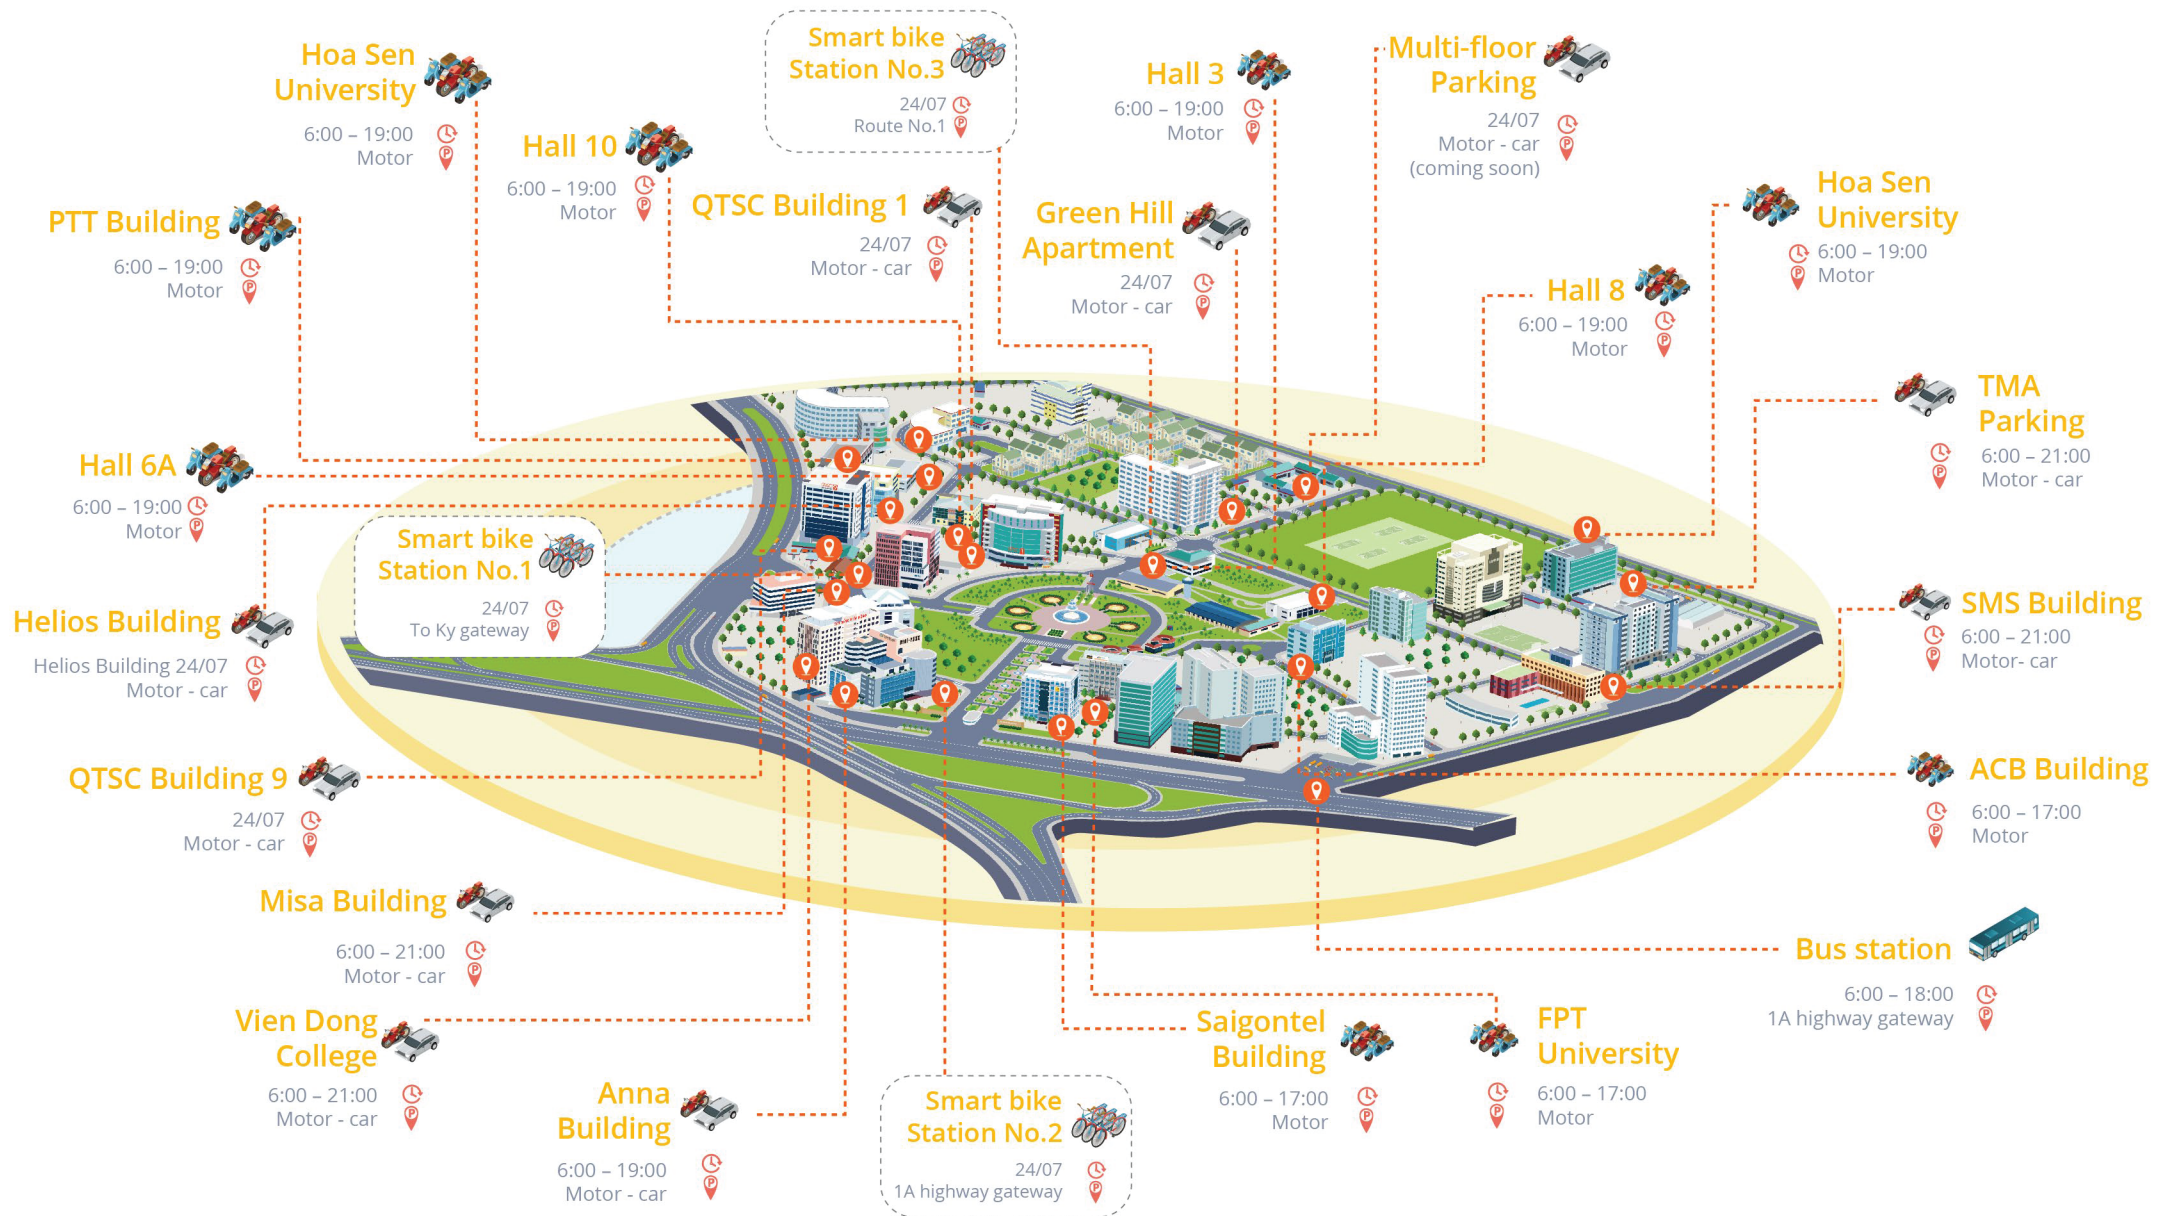 Smart bike
Station No.3
24/07
Route No.1
Hoa Sen
University
6:00 – 19:00
Motor
Hall 10
6:00 – 19:00
Motor
Hall 3
6:00 – 19:00
Motor
Multi-floor
Parking
24/07
Motor - car
(coming soon)
PTT Building
6:00 – 19:00
Motor
QTSC Building 1
24/07
Motor - car
Green Hill
Apartment
24/07
Motor - car
Hoa Sen
University
6:00 – 19:00
Motor
Hall 8
6:00 – 19:00
Motor
Hall 6A
6:00 – 19:00
Motor
TMA
Parking
6:00 – 21:00
Motor - car
Smart bike
Station No.1
24/07
To Ky gateway
Helios Building
Helios Building 24/07
Motor - car
SMS Building
6:00 – 21:00
Motor- car
QTSC Building 9
24/07
Motor - car
ACB Building
6:00 – 17:00
Motor
Misa Building
6:00 – 21:00
Motor - car
Bus station
6:00 – 18:00
1A highway gateway
Vien Dong
College
6:00 – 21:00
Motor - car
Anna
Building
6:00 – 19:00
Motor - car
Smart bike
Station No.2
24/07
1A highway gateway
Saigontel
Building
6:00 – 17:00
Motor
FPT
University
6:00 – 17:00
Motor